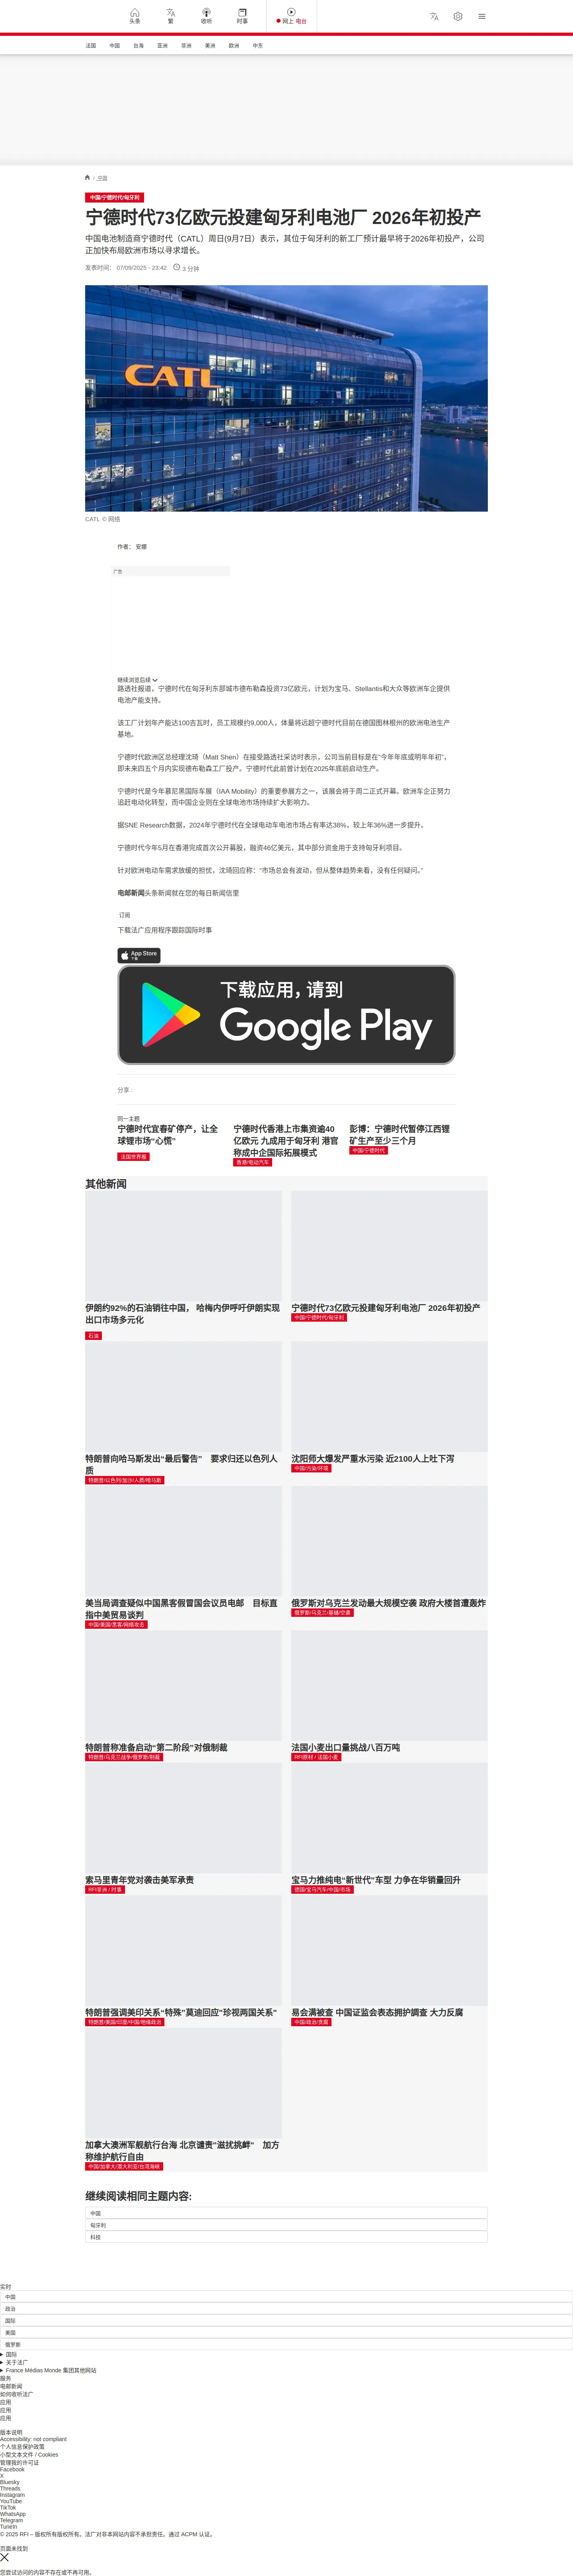 头条
繁
收听
时事
网上 电台
法国
中国
台海
亚洲
非洲
美洲
欧洲
中东
/ 中国
中国/宁德时代/匈牙利
宁德时代73亿欧元投建匈牙利电池厂 2026年初投产
中国电池制造商宁德时代（CATL）周日(9月7日）表示，其位于匈牙利的新工厂预计最早将于2026年初投产，公司
正加快布局欧洲市场以寻求增长。
发表时间： 07/09/2025 - 23:42
3 分钟
CATL
CATL © 网络
作者： 安娜
广告
继续浏览后续
路透社报道，宁德时代在匈牙利东部城市德布勒森投资73亿欧元，计划为宝马、Stellantis和大众等欧洲车企提供
电池产能支持。
该工厂计划年产能达100吉瓦时，员工规模约9,000人，体量将远超宁德时代目前在德国图林根州的欧洲电池生产
基地。
宁德时代欧洲区总经理沈琦（Matt Shen）在接受路透社采访时表示，公司当前目标是在"今年年底或明年年初"，
即未来四五个月内实现德布勒森工厂投产。宁德时代此前曾计划在2025年底前启动生产。
宁德时代是今年慕尼黑国际车展（IAA Mobility）的重要参展方之一，该展会将于周二正式开幕。欧洲车企正努力
追赶电动化转型，而中国企业则在全球电池市场持续扩大影响力。
据SNE Research数据，2024年宁德时代在全球电动车电池市场占有率达38%，较上年36%进一步提升。
宁德时代今年5月在香港完成首次公开募股，融资46亿美元，其中部分资金用于支持匈牙利项目。
针对欧洲电动车需求放缓的担忧，沈琦回应称："市场总会有波动，但从整体趋势来看，没有任何疑问。"
电邮新闻头条新闻就在您的每日新闻信里
订阅
下载法广应用程序跟踪国际时事
App Store
下载
下载应用，请到
Google Play
分享 :
同一主题
宁德时代宜春矿停产，让全
球锂市场"心慌"
法国世界报
宁德时代香港上市集资逾40
亿欧元 九成用于匈牙利 港官
称成中企国际拓展模式
香港/电动汽车
彭博：宁德时代暂停江西锂
矿生产至少三个月
中国/宁德时代
其他新闻
伊朗约92%的石油销往中国， 哈梅内伊呼吁伊朗实现
出口市场多元化
石油
宁德时代73亿欧元投建匈牙利电池厂 2026年初投产
中国/宁德时代/匈牙利
特朗普向哈马斯发出"最后警告" 要求归还以色列人
质
特朗普/以色列/加沙/人质/哈马斯
沈阳师大爆发严重水污染 近2100人上吐下泻
中国/污染/环境
美当局调查疑似中国黑客假冒国会议员电邮 目标直
指中美贸易谈判
中国/美国/黑客/网络攻击
俄罗斯对乌克兰发动最大规模空袭 政府大楼首遭轰炸
俄罗斯/乌克兰/基辅/空袭
特朗普称准备启动"第二阶段"对俄制裁
特朗普/乌克兰战争/俄罗斯/制裁
法国小麦出口量挑战八百万吨
RFI原材 / 法国小麦
索马里青年党对袭击美军承责
RFI非洲 / 时事
宝马力推纯电"新世代"车型 力争在华销量回升
德国/宝马汽车/中国/市场
特朗普强调美印关系"特殊"莫迪回应"珍视两国关系"
特朗普/美国/印度/中国/地缘政治
易会满被查 中国证监会表态拥护調查 大力反腐
中国/政治/贪腐
加拿大澳洲军舰航行台海 北京谴责"滋扰挑衅" 加方
称维护航行自由
中国/加拿大/澳大利亚/台湾海峡
继续阅读相同主题内容:
中国
匈牙利
科技
实时
中国
政治
国际
美国
俄罗斯
国际
关于法广
France Médias Monde 集团其他网站
服务
电邮新闻
如何收听法广
应用
应用
应用
版本说明
Accessibility: not compliant
个人信息保护政策
小型文本文件 / Cookies
管理我的许可证
Facebook
X
Bluesky
Threads
Instagram
YouTube
TikTok
WhatsApp
Telegram
TuneIn
© 2025 RFI – 版权所有版权所有。法广对非本网站内容不承担责任。通过 ACPM 认证。
页面未找到
您尝试访问的内容不存在或不再可用。